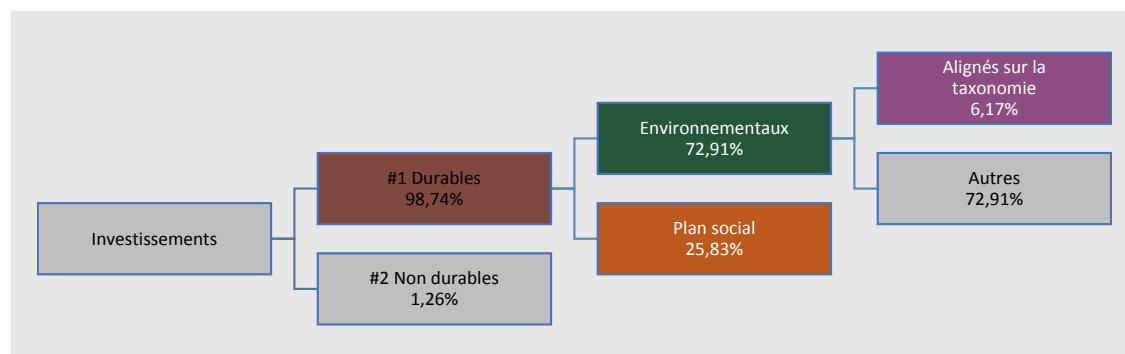 Investissements
#1 Durables
98,74%
#2 Non durables
1,26%
Environnementaux
72,91%
Plan social
25,83%
Alignés sur la
taxonomie
6,17%
Autres
72,91%